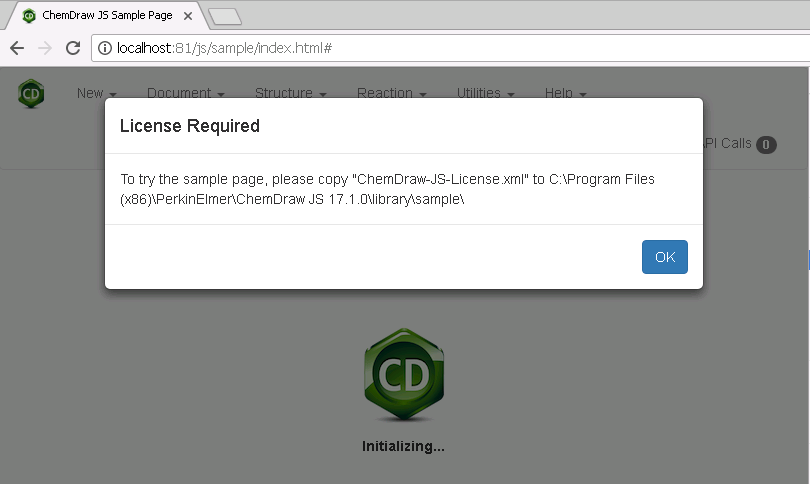 ChemDraw JS Sample Page
localhost:81/js/sample/index.html#
CD New Document Structure Reaction Utilities Help
API Calls 0
License Required
To try the sample page, please copy "ChemDraw-JS-License.xml" to C:\Program Files
(x86)\PerkinElmer\ChemDraw JS 17.1.0\library\sample\
OK
CD
Initializing...